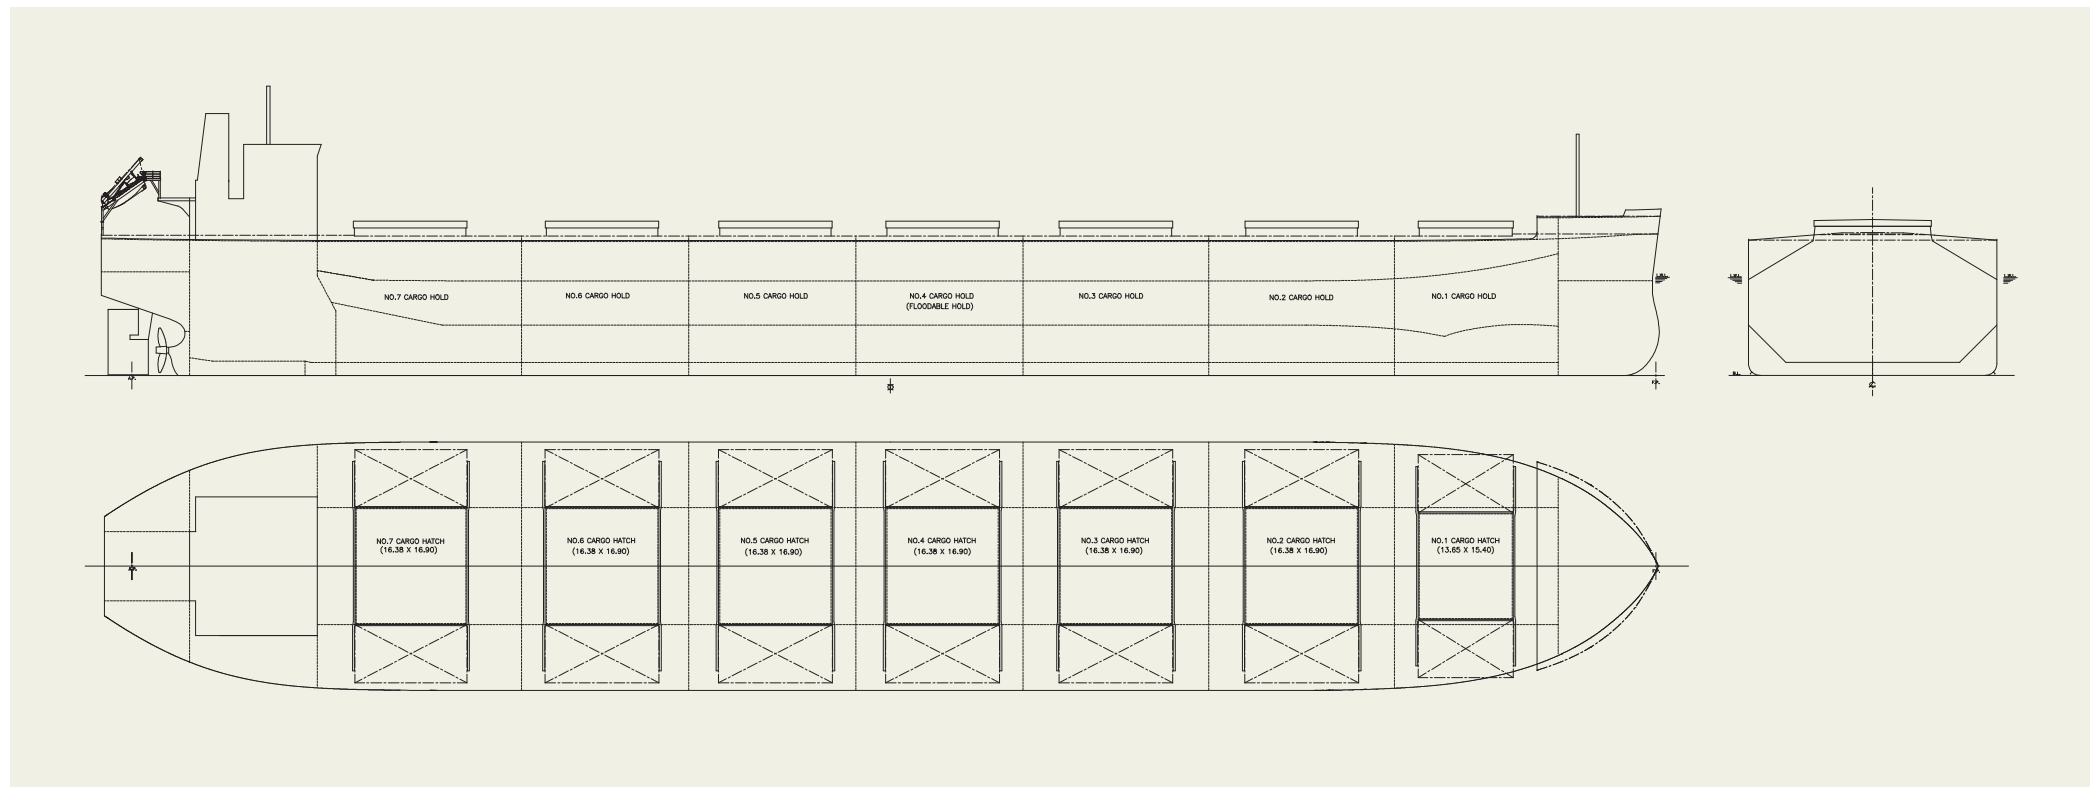 NO.7 CARGO HOLD
NO.6 CARGO HOLD
NO.5 CARGO HOLD
NO.4 CARGO HOLD
(FLOODABLE HOLD)
NO.3 CARGO HOLD
NO.2 CARGO HOLD
NO.1 CARGO HOLD
NO.7 CARGO HATCH
(16.38 X 16.90)
NO.6 CARGO HATCH
(16.38 X 16.90)
NO.5 CARGO HATCH
(16.38 X 16.90)
NO.4 CARGO HATCH
(16.38 X 16.90)
NO.3 CARGO HATCH
(16.38 X 16.90)
NO.2 CARGO HATCH
(16.38 X 16.90)
NO.1 CARGO HATCH
(13.65 X 15.40)